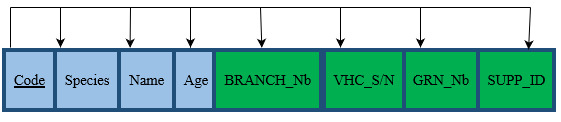 Code Species Name Age BRANCH_Nb VHC_S/N GRN_Nb SUPP_ID